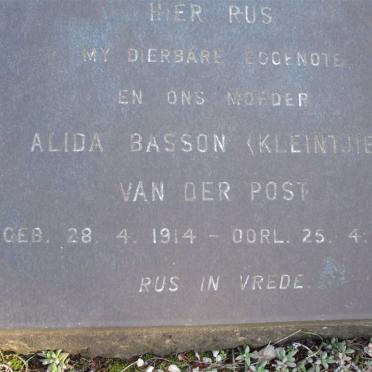 HIER RUS
MY DIERBARE EGGENOTE
EN ONS MOEDER
ALIDA BASSON (KLEINTJIE
VAN DER POST
GEB. 28. 4. 1914 – OORL. 25. 4.
RUS IN VREDE.